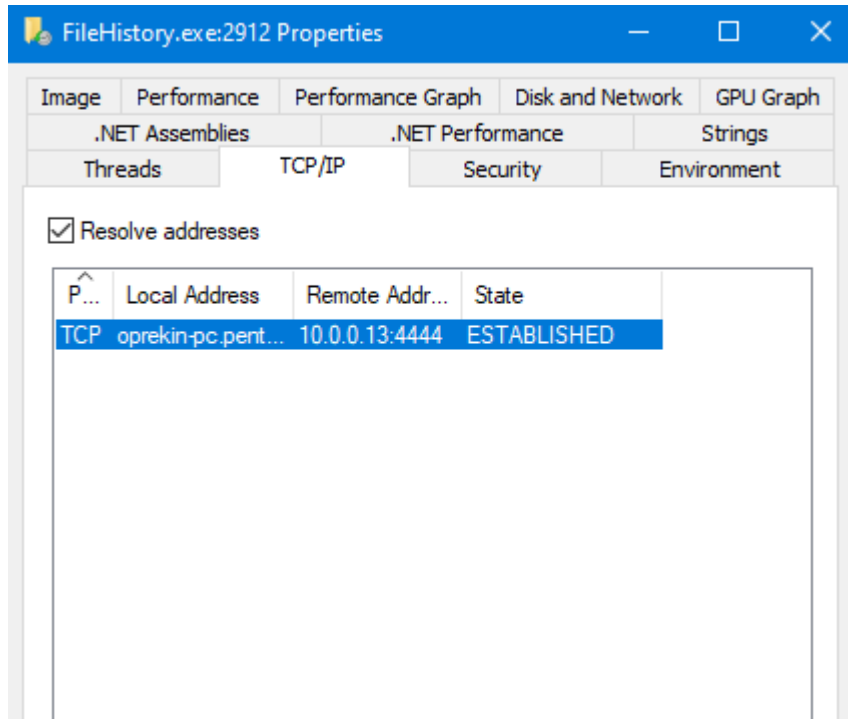 FileHistory.exe:2912 Properties
Image Performance Performance Graph Disk and Network GPU Graph
.NET Assemblies .NET Performance Strings
Threads TCP/IP Security Environment
Resolve addresses
P... Local Address Remote Addr... State
TCP oprekin-pc.pent... 10.0.0.13:4444 ESTABLISHED